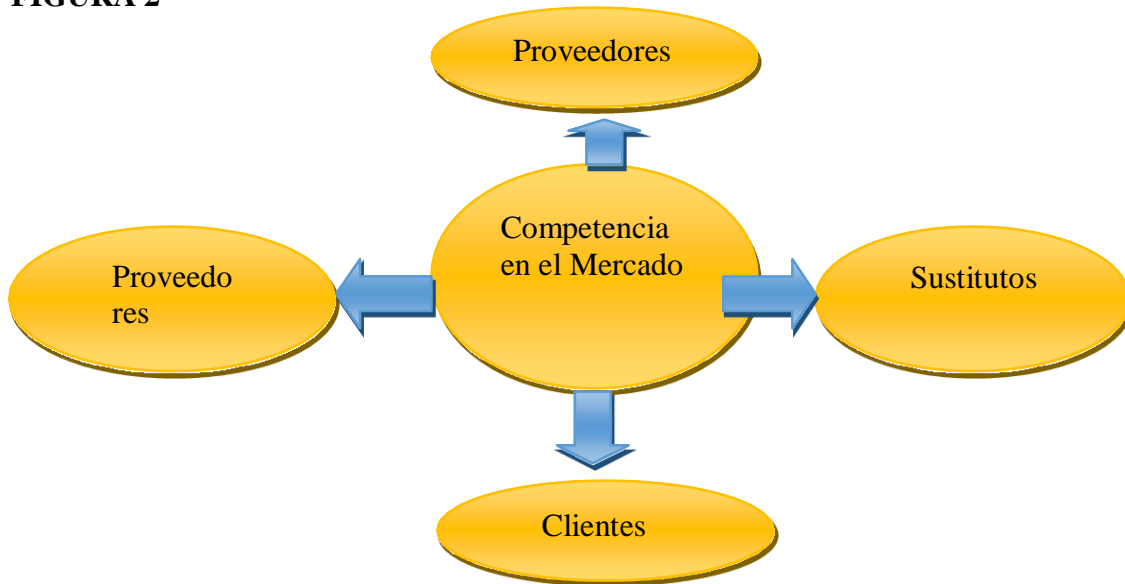 FIGURA 2
Proveedores
Competencia
en el Mercado
Proveedo
res
Sustitutos
Clientes